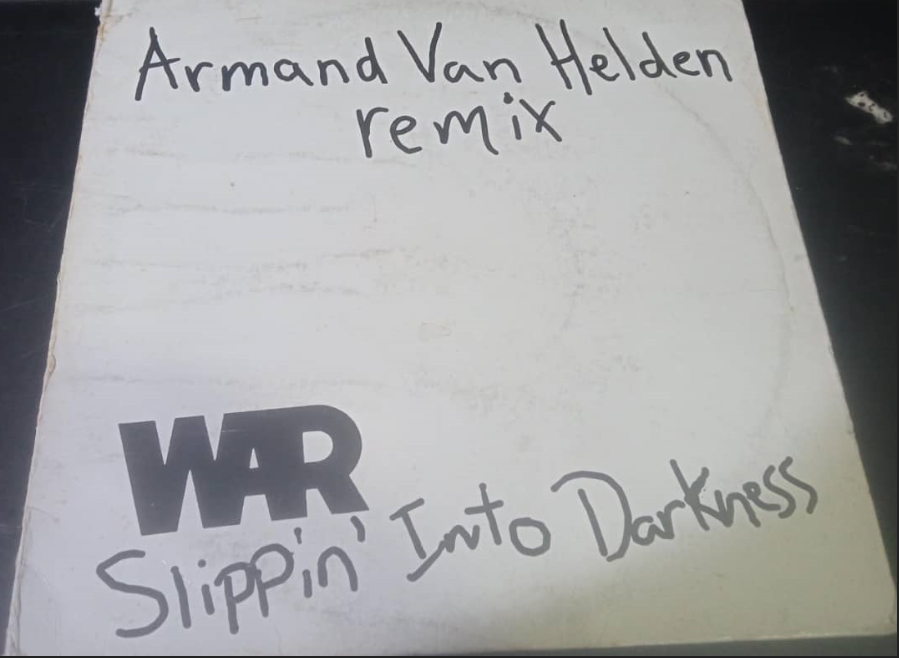 Armand Van Helden
remix
WAR
Slippin' Into Darkness